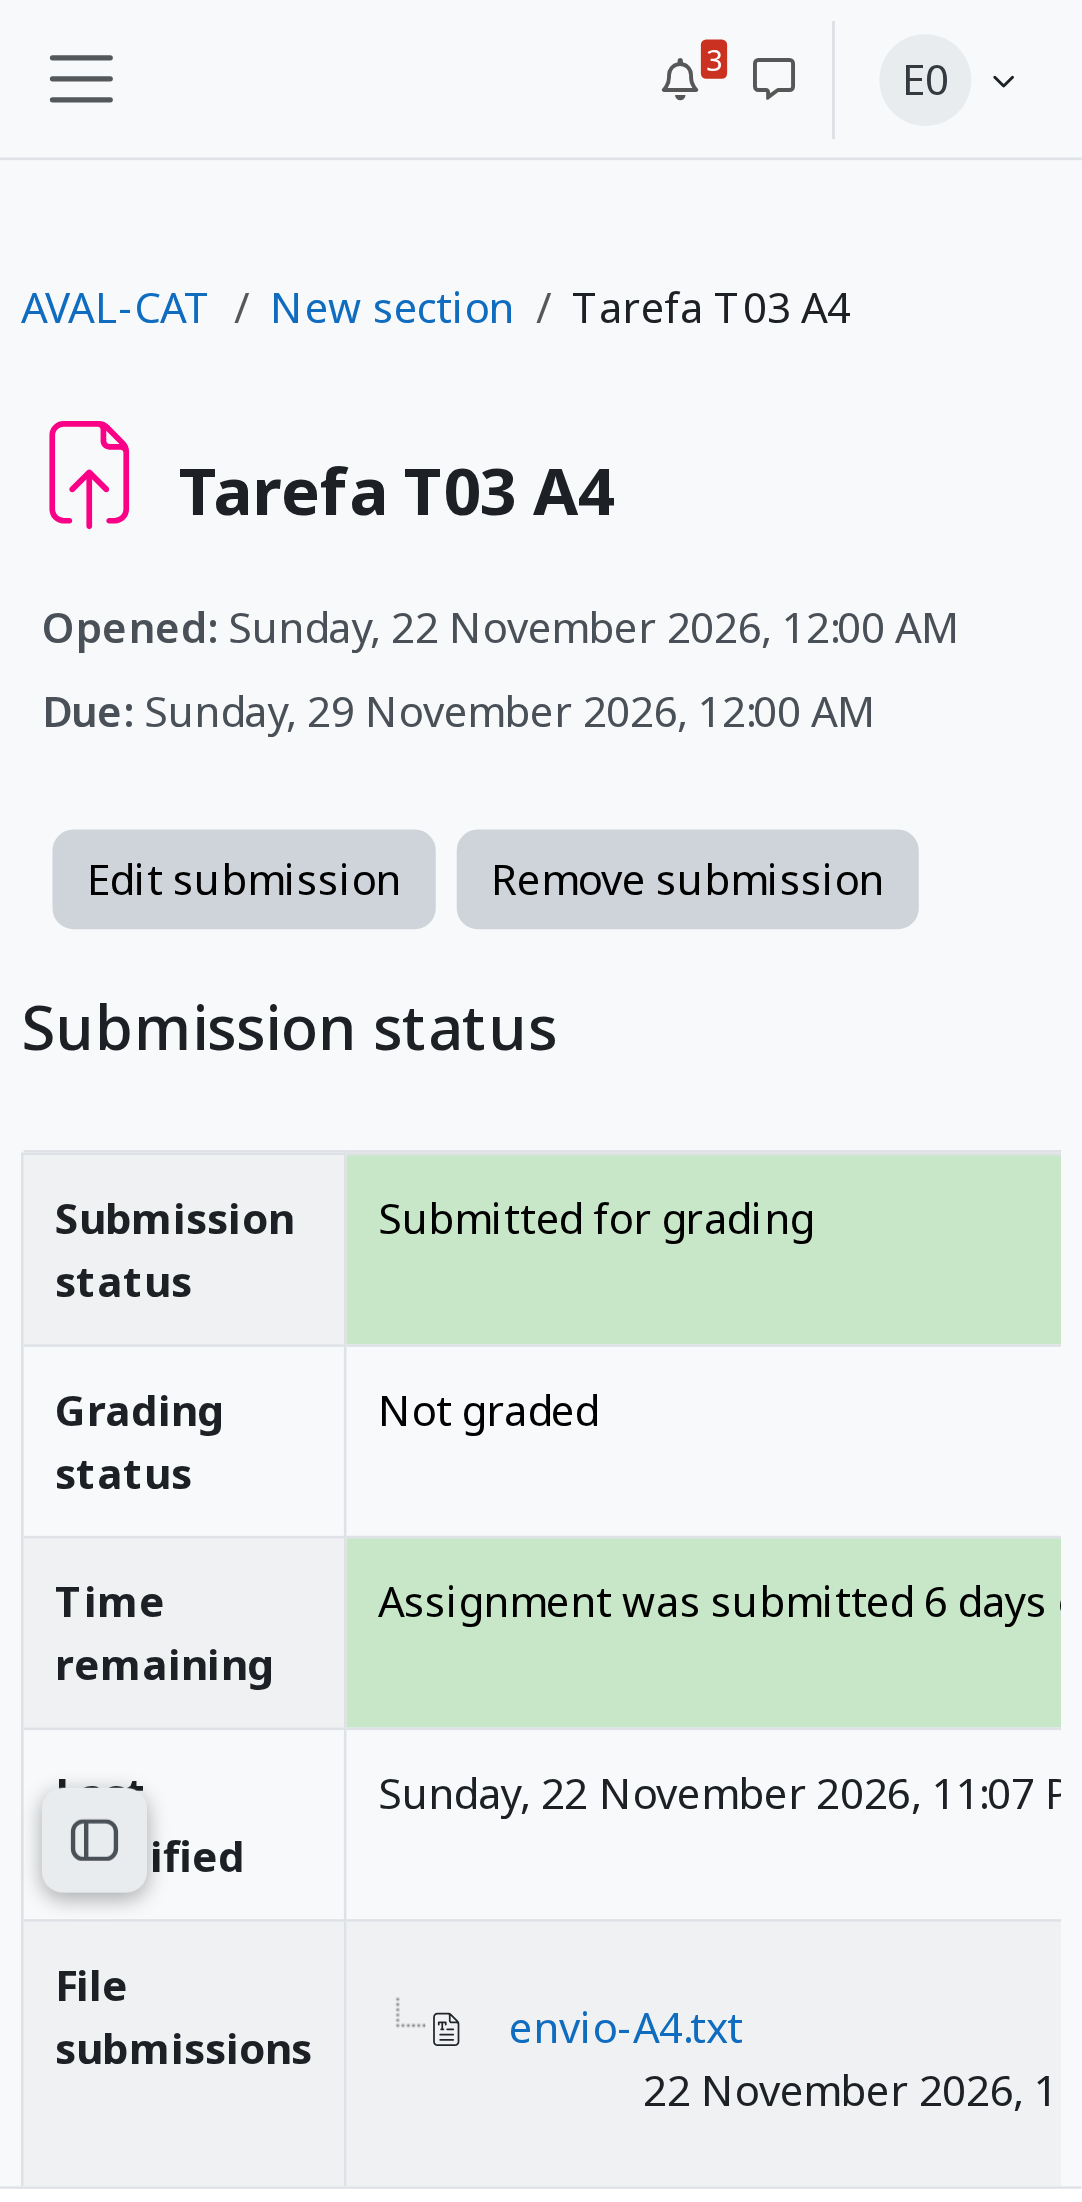 3
E0
AVAL-CAT / New section / Tarefa T03 A4
Tarefa T03 A4
Opened: Sunday, 22 November 2026, 12:00 AM
Due: Sunday, 29 November 2026, 12:00 AM
Edit submission Remove submission
Submission status
Submission
status
Submitted for grading
Grading
status
Not graded
Time
remaining
Assignment was submitted 6 days
Sunday, 22 November 2026, 11:07
File
submissions
envio-A4.txt
22 November 2026, 1